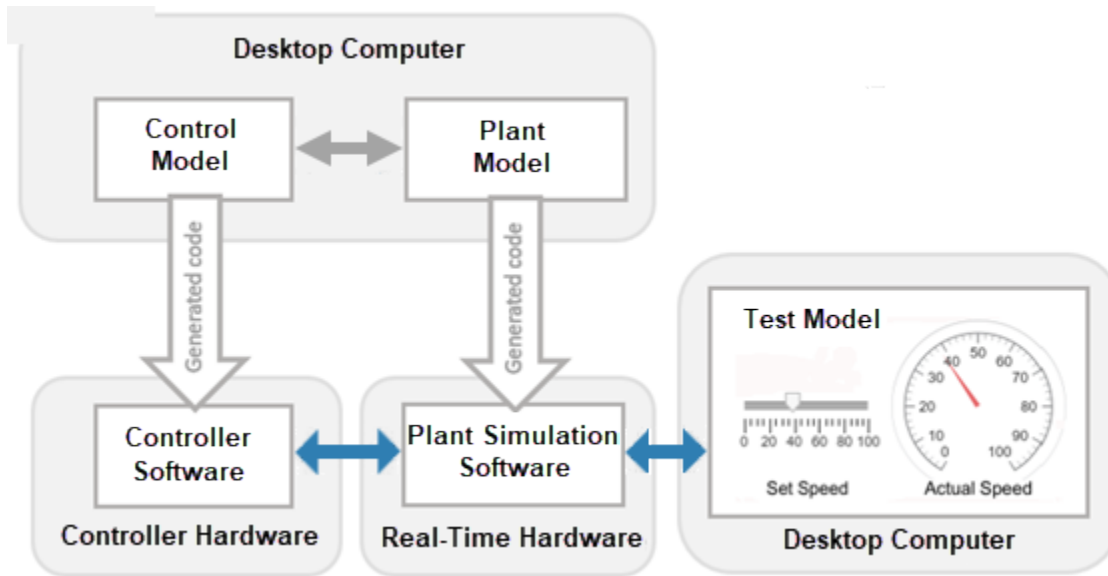 Desktop Computer
Control
Model
Plant
Model
Generated code
Generated code
Controller
Software
Controller Hardware
Plant Simulation
Software
Real-Time Hardware
Test Model
0 20 40 60 80 100
Set Speed
0
10
20
30
40
50
60
70
80
90
100
Actual Speed
Desktop Computer